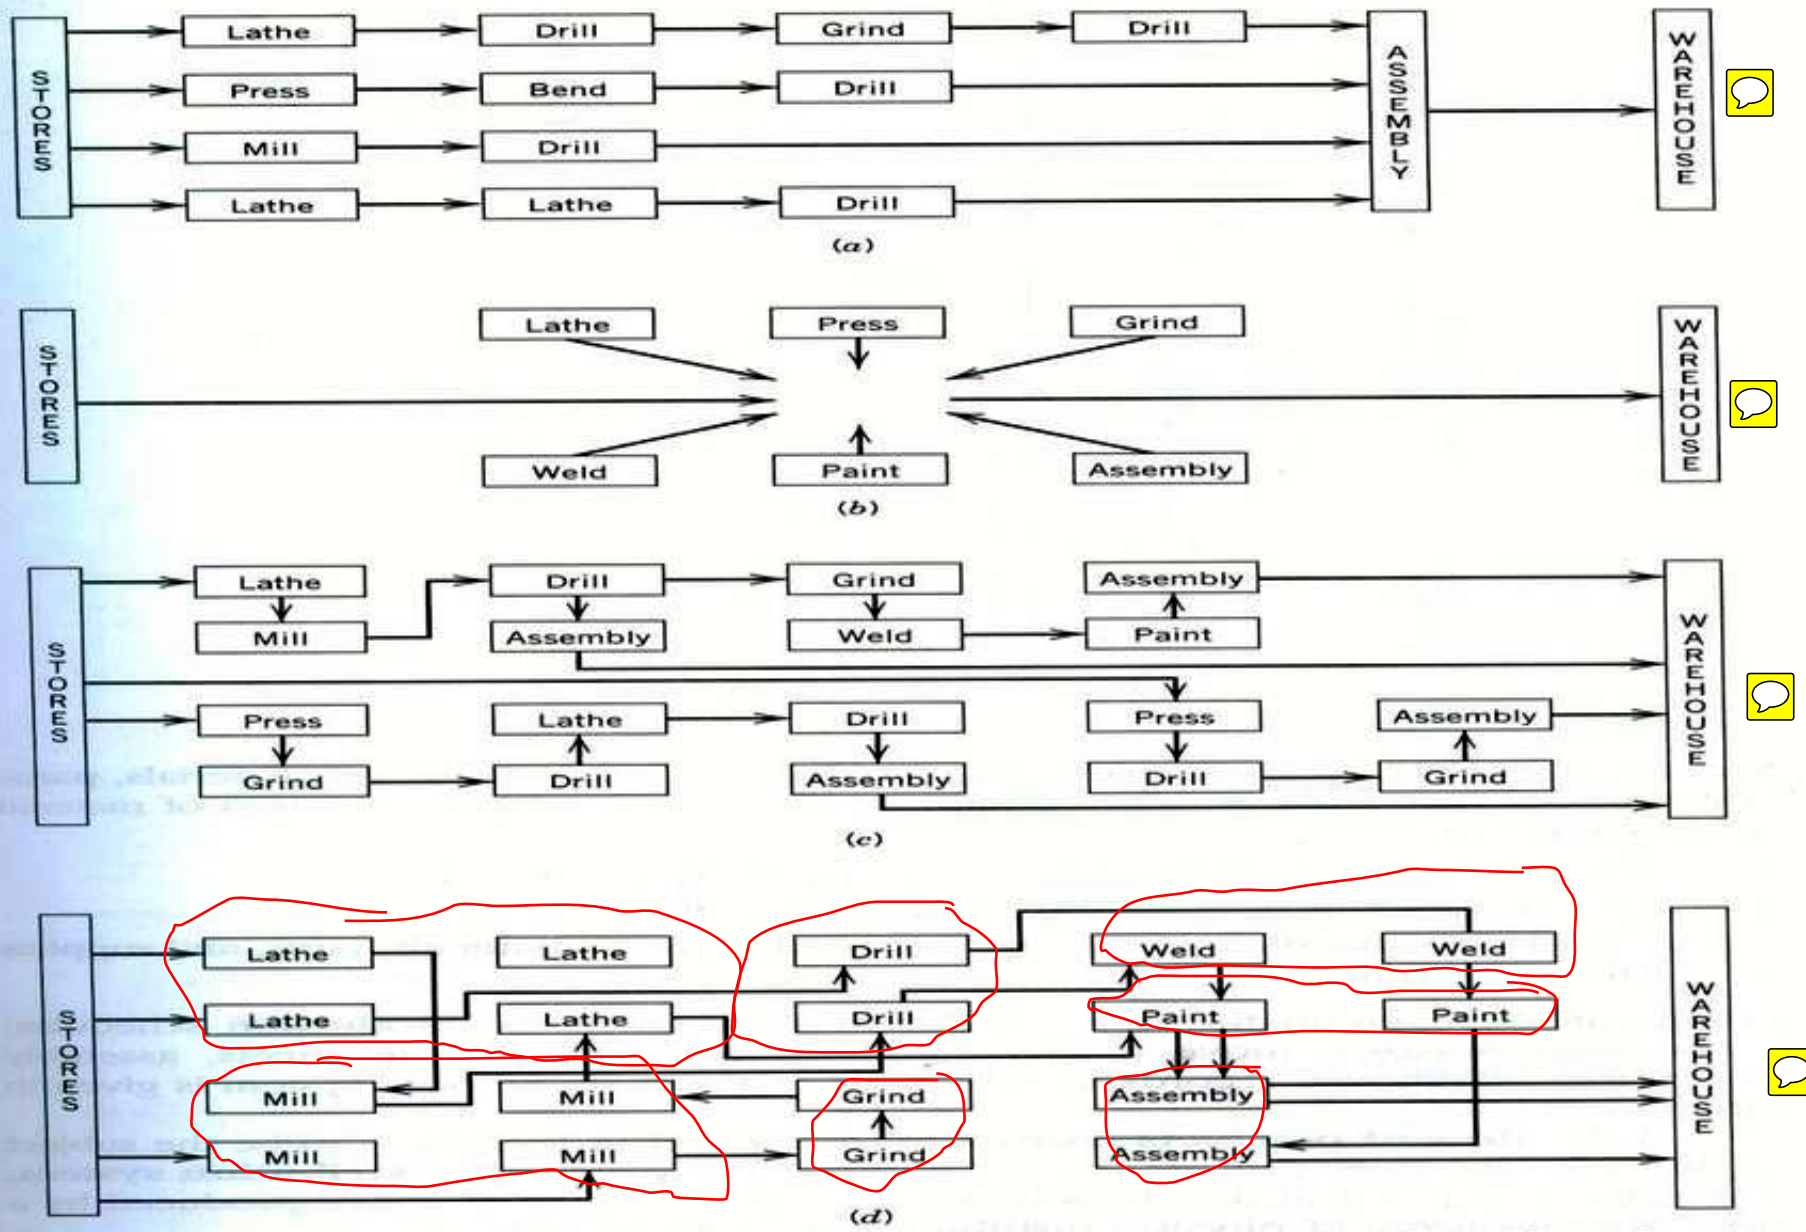 STORES
Lathe Drill Grind Drill
Press Bend Drill
Mill Drill
Lathe Lathe Drill
ASSEMBLY
WAREHOUSE
(a)
STORES
Lathe Press Grind
Weld Paint Assembly
WAREHOUSE
(b)
STORES
Lathe Drill Grind Assembly
Mill Assembly Weld Paint
Press Lathe Drill Press Assembly
Grind Drill Assembly Drill Grind
WAREHOUSE
(c)
STORES
Lathe Lathe Drill Weld Weld
Lathe Lathe Drill Paint Paint
Mill Mill Grind Assembly
Mill Mill Grind Assembly
WAREHOUSE
(d)